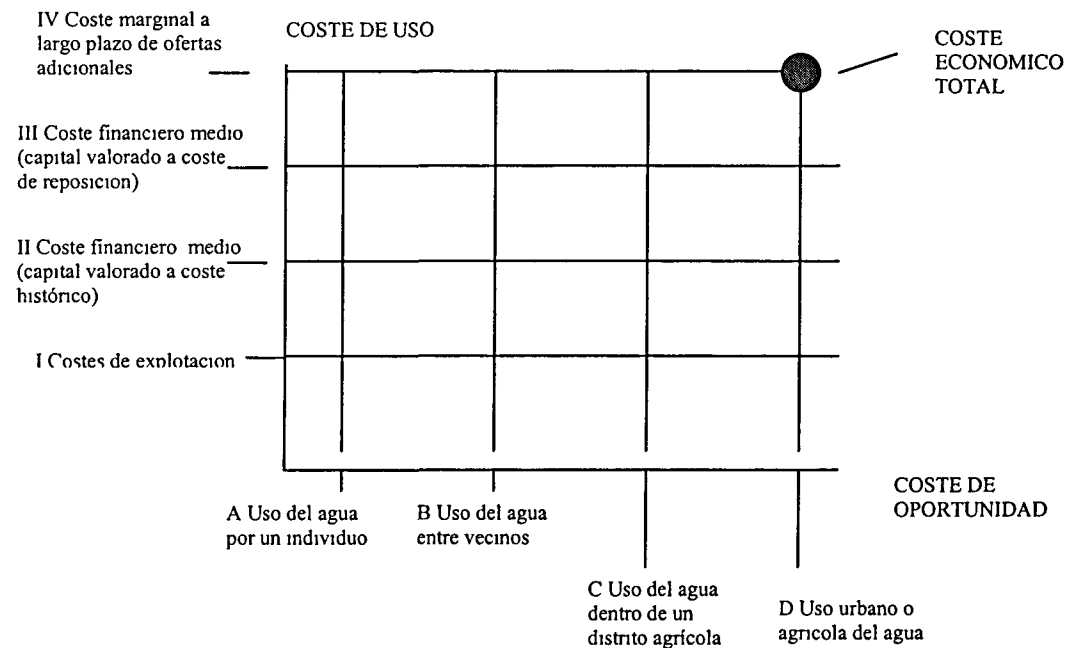 IV Coste marginal a
largo plazo de ofertas
adicionales
COSTE DE USO
COSTE
ECONOMICO
TOTAL
III Coste financiero medio
(capital valorado a coste
de reposicion)
II Coste financiero medio
(capital valorado a coste
histórico)
I Costes de explotacion
COSTE DE
OPORTUNIDAD
A Uso del agua
por un individuo
B Uso del agua
entre vecinos
C Uso del agua
dentro de un
distrito agrícola
D Uso urbano o
agricola del agua